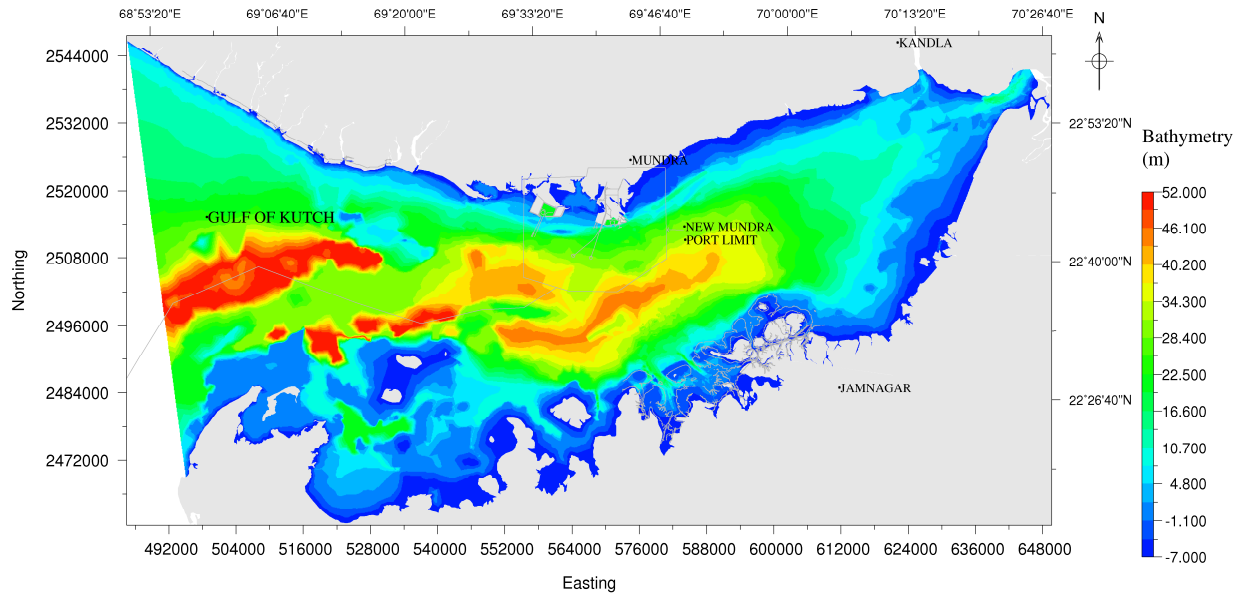 68°53'20"E 69°06'40"E 69°20'00"E 69°33'20"E 69°46'40"E 70°00'00"E 70°13'20"E 70°26'40"E
N
KANDLA
2544000
2532000
22°53'20"N
Bathymetry
(m)
MUNDRA
2520000
52.000
GULF OF KUTCH
46.100
NEW MUNDRA
PORT LIMIT
40.200
2508000
22°40'00"N
34.300
Northing
28.400
2496000
22.500
JAMNAGAR
2484000
22°26'40"N
16.600
10.700
2472000
4.800
-1.100
-7.000
492000 504000 516000 528000 540000 552000 564000 576000 588000 600000 612000 624000 636000 648000
Easting